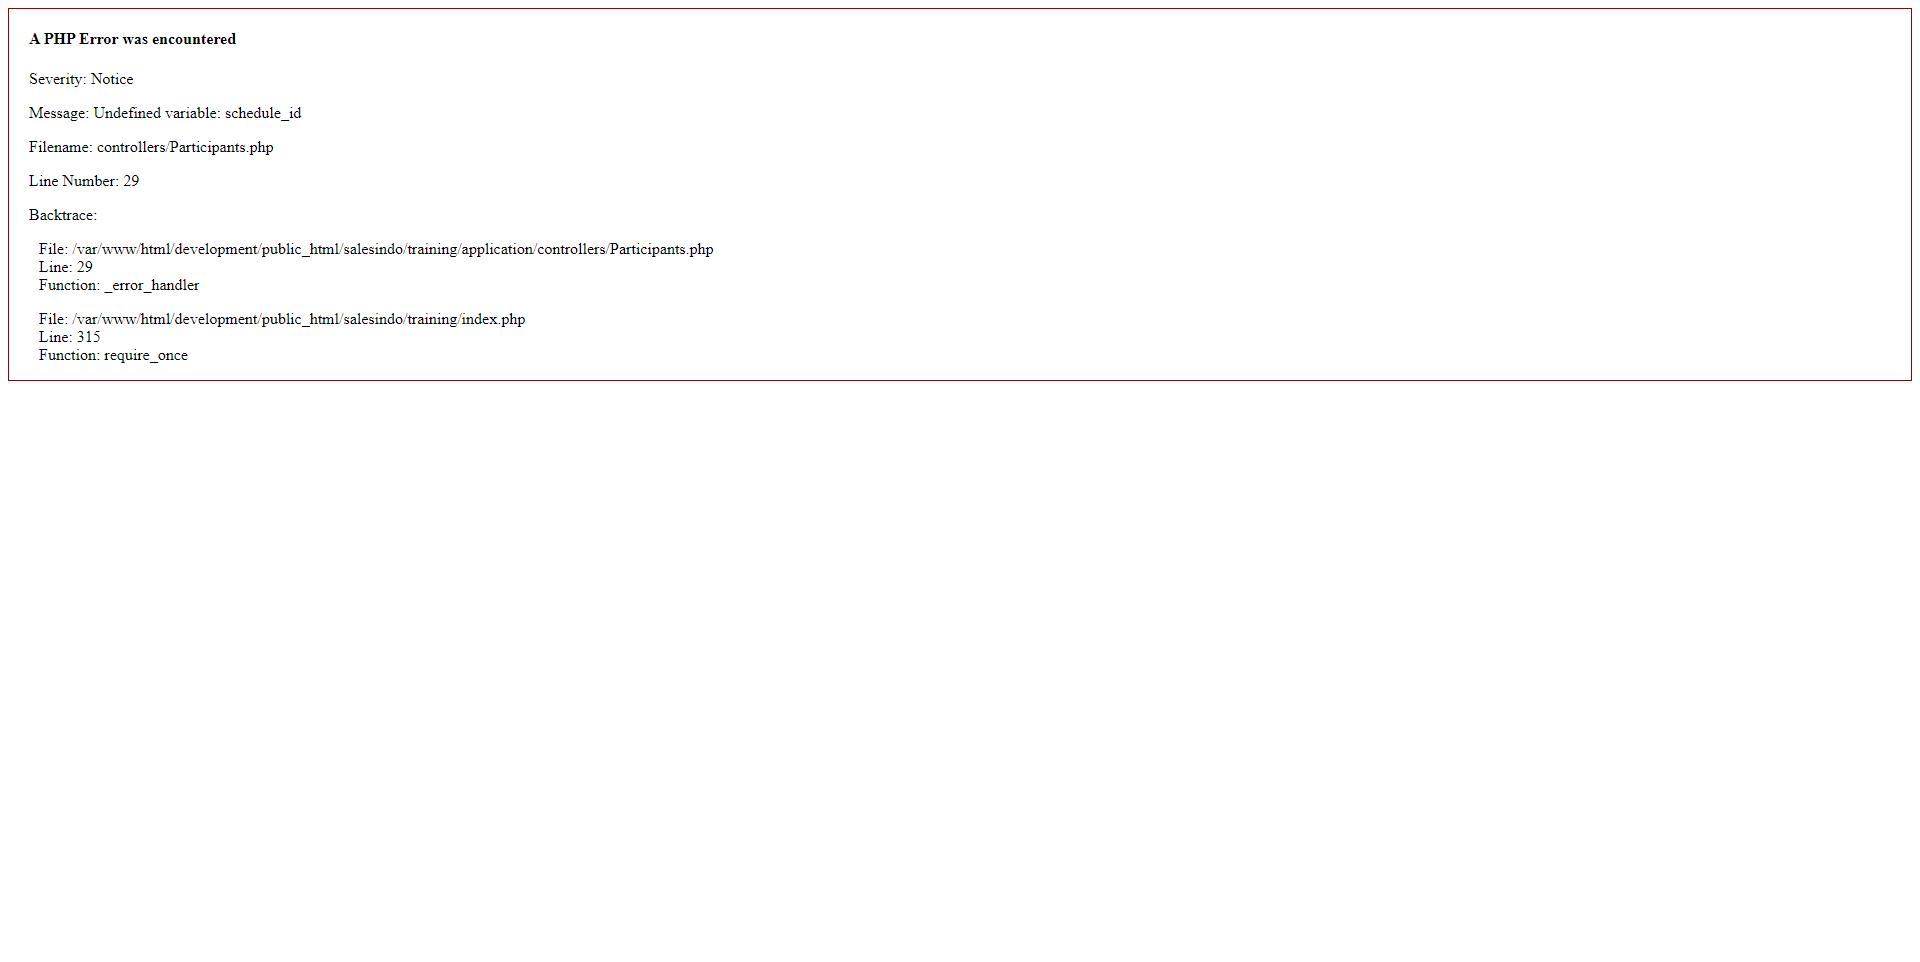 A PHP Error was encountered
Severity: Notice
Message: Undefined variable: schedule_id
Filename: controllers/Participants.php
Line Number: 29
Backtrace:
File: /var/www/html/development/public_html/salesindo/training/application/controllers/Participants.php
Line: 29
Function: _error_handler
File: /var/www/html/development/public_html/salesindo/training/index.php
Line: 315
Function: require_once